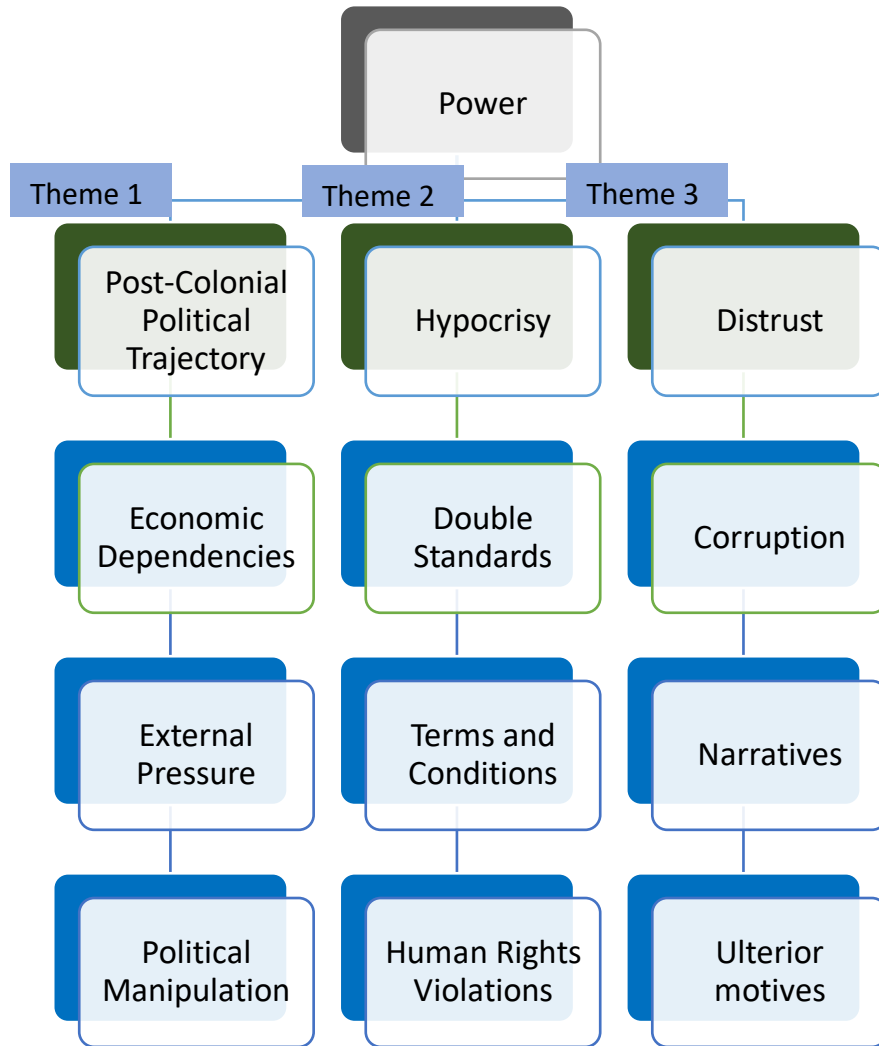 Power
Theme 1
Theme 2
Theme 3
Post-Colonial
Political
Trajectory
Hypocrisy
Distrust
Economic
Dependencies
Double
Standards
Corruption
External
Pressure
Terms and
Conditions
Narratives
Political
Manipulation
Human Rights
Violations
Ulterior
motives